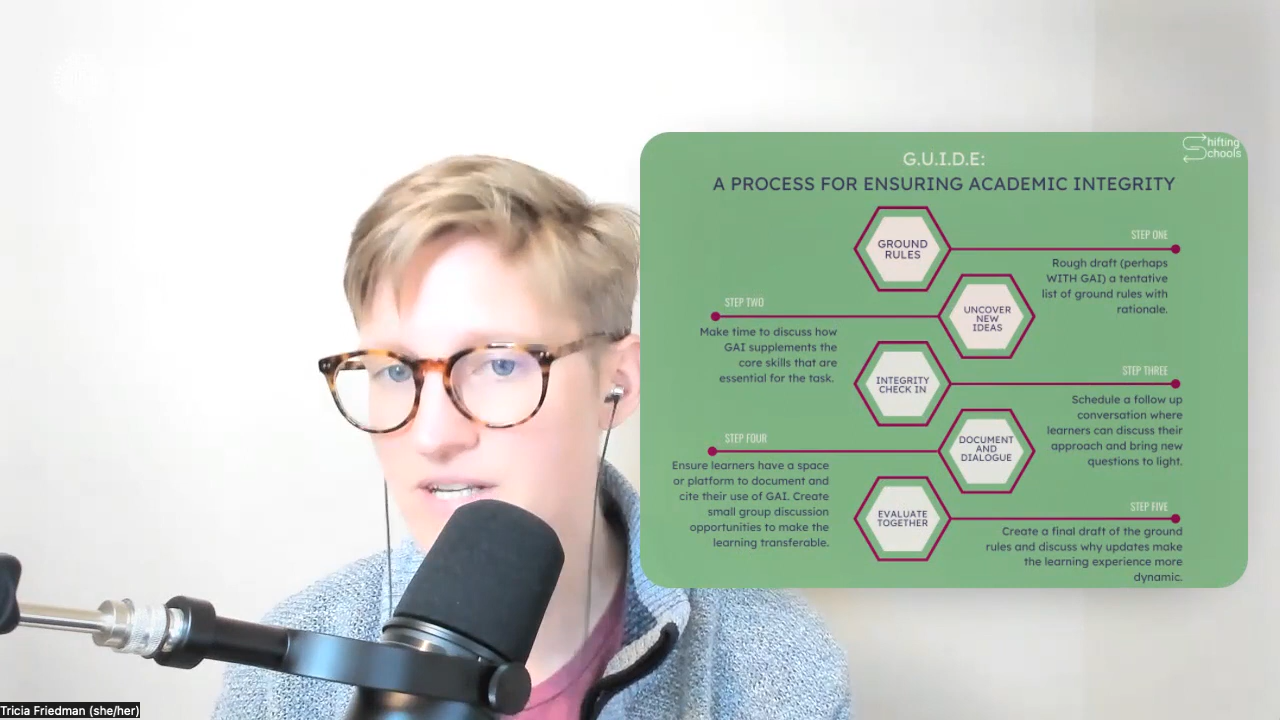 Shifting
Schools
G.U.I.D.E:
A PROCESS FOR ENSURING ACADEMIC INTEGRITY
GROUND
RULES
STEP ONE
Rough draft (perhaps
WITH GAI) a tentative
list of ground rules with
rationale.
STEP TWO
Make time to discuss how
GAI supplements the
core skills that are
essential for the task.
UNCOVER
NEW
IDEAS
INTEGRITY
CHECK IN
STEP THREE
Schedule a follow up
conversation where
learners can discuss their
approach and bring new
questions to light.
STEP FOUR
Ensure learners have a space
or platform to document and
cite their use of GAI. Create
small group discussion
opportunities to make the
learning transferable.
DOCUMENT
AND
DIALOGUE
EVALUATE
TOGETHER
STEP FIVE
Create a final draft of the ground
rules and discuss why updates make
the learning experience more
dynamic.
Tricia Friedman (she/her)